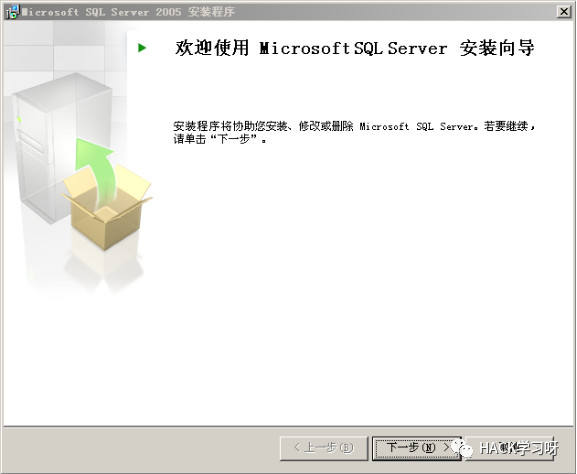 Microsoft SQL Server 2005 安装程序
欢迎使用 Microsoft SQL Server 安装向导
安装程序将协助您安装、修改或删除 Microsoft SQL Server。若要继续，
请单击“下一步”。
< 上一步(B)
下一步(N) >
HACK学习呀